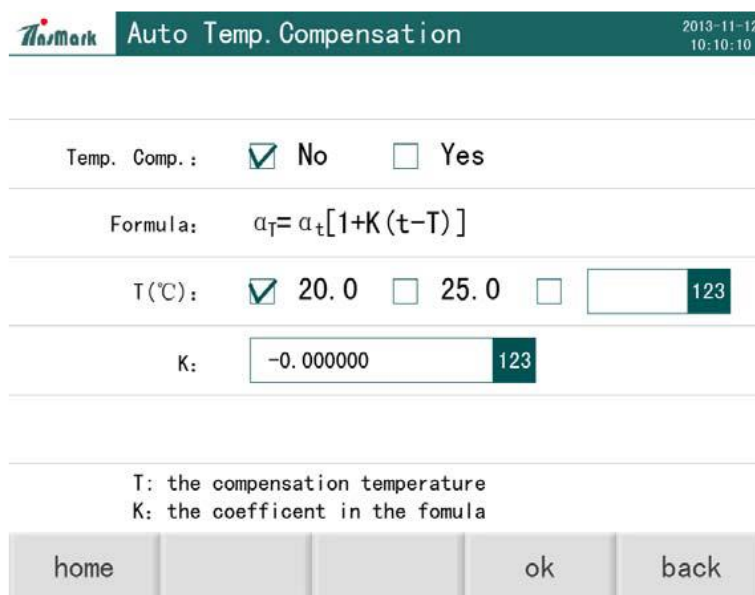 HasMark
Auto Temp.Compensation
2013-11-12
10:10:10
Temp. Comp.: No Yes
Formula: αT=αt[1+K(t-T)]
T(℃): 20.0 25.0 123
K: -0.000000 123
T: the compensation temperature
K: the coefficent in the fomula
home ok back